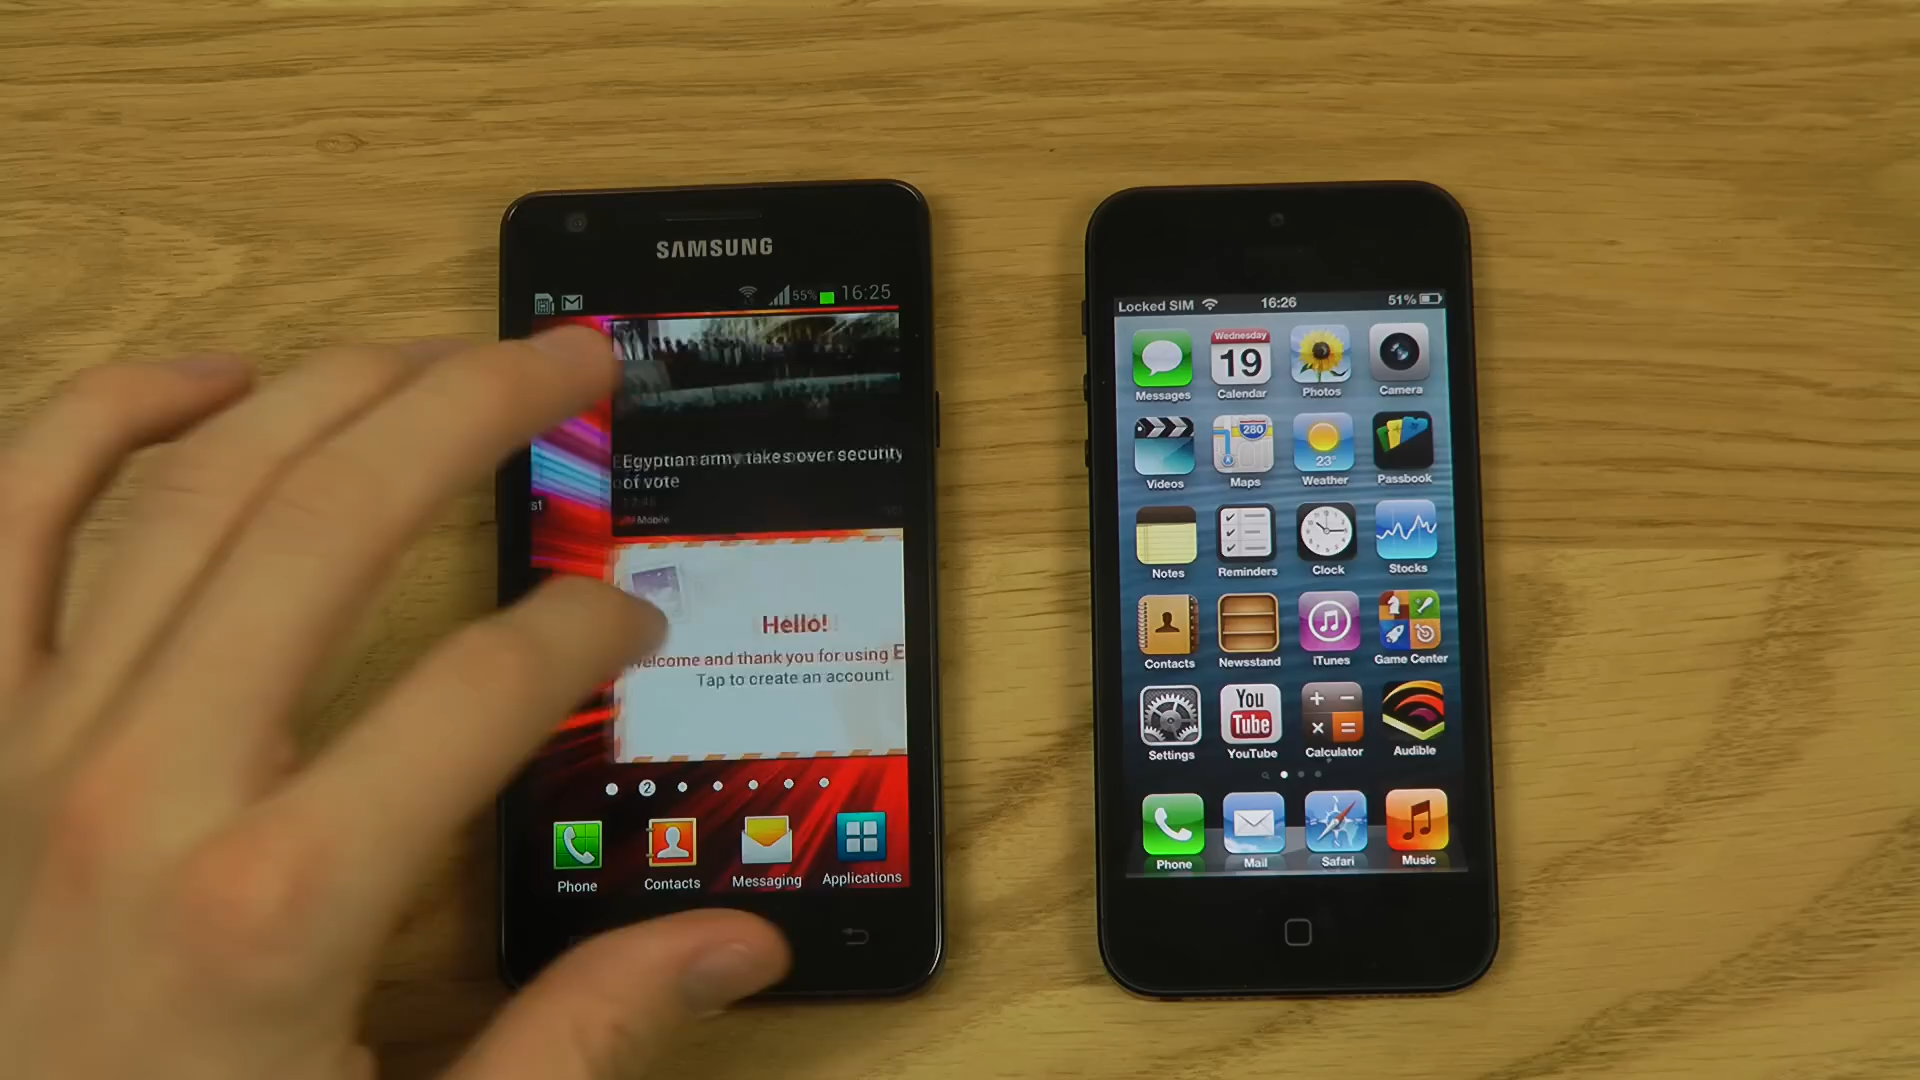 SAMSUNG
55% 16:25
Egyptian army takes over security
of vote
Mobile
Hello!
elcome and thank you for using E
Tap to create an account.
2
Phone Contacts Messaging Applications
Locked SIM 16:26 51%
Wednesday
19
Messages Calendar Photos Camera
280
23°
Videos Maps Weather Passbook
Notes Reminders Clock Stocks
Contacts Newsstand iTunes Game Center
You
Tube
Settings YouTube Calculator Audible
Phone Mail Safari Music